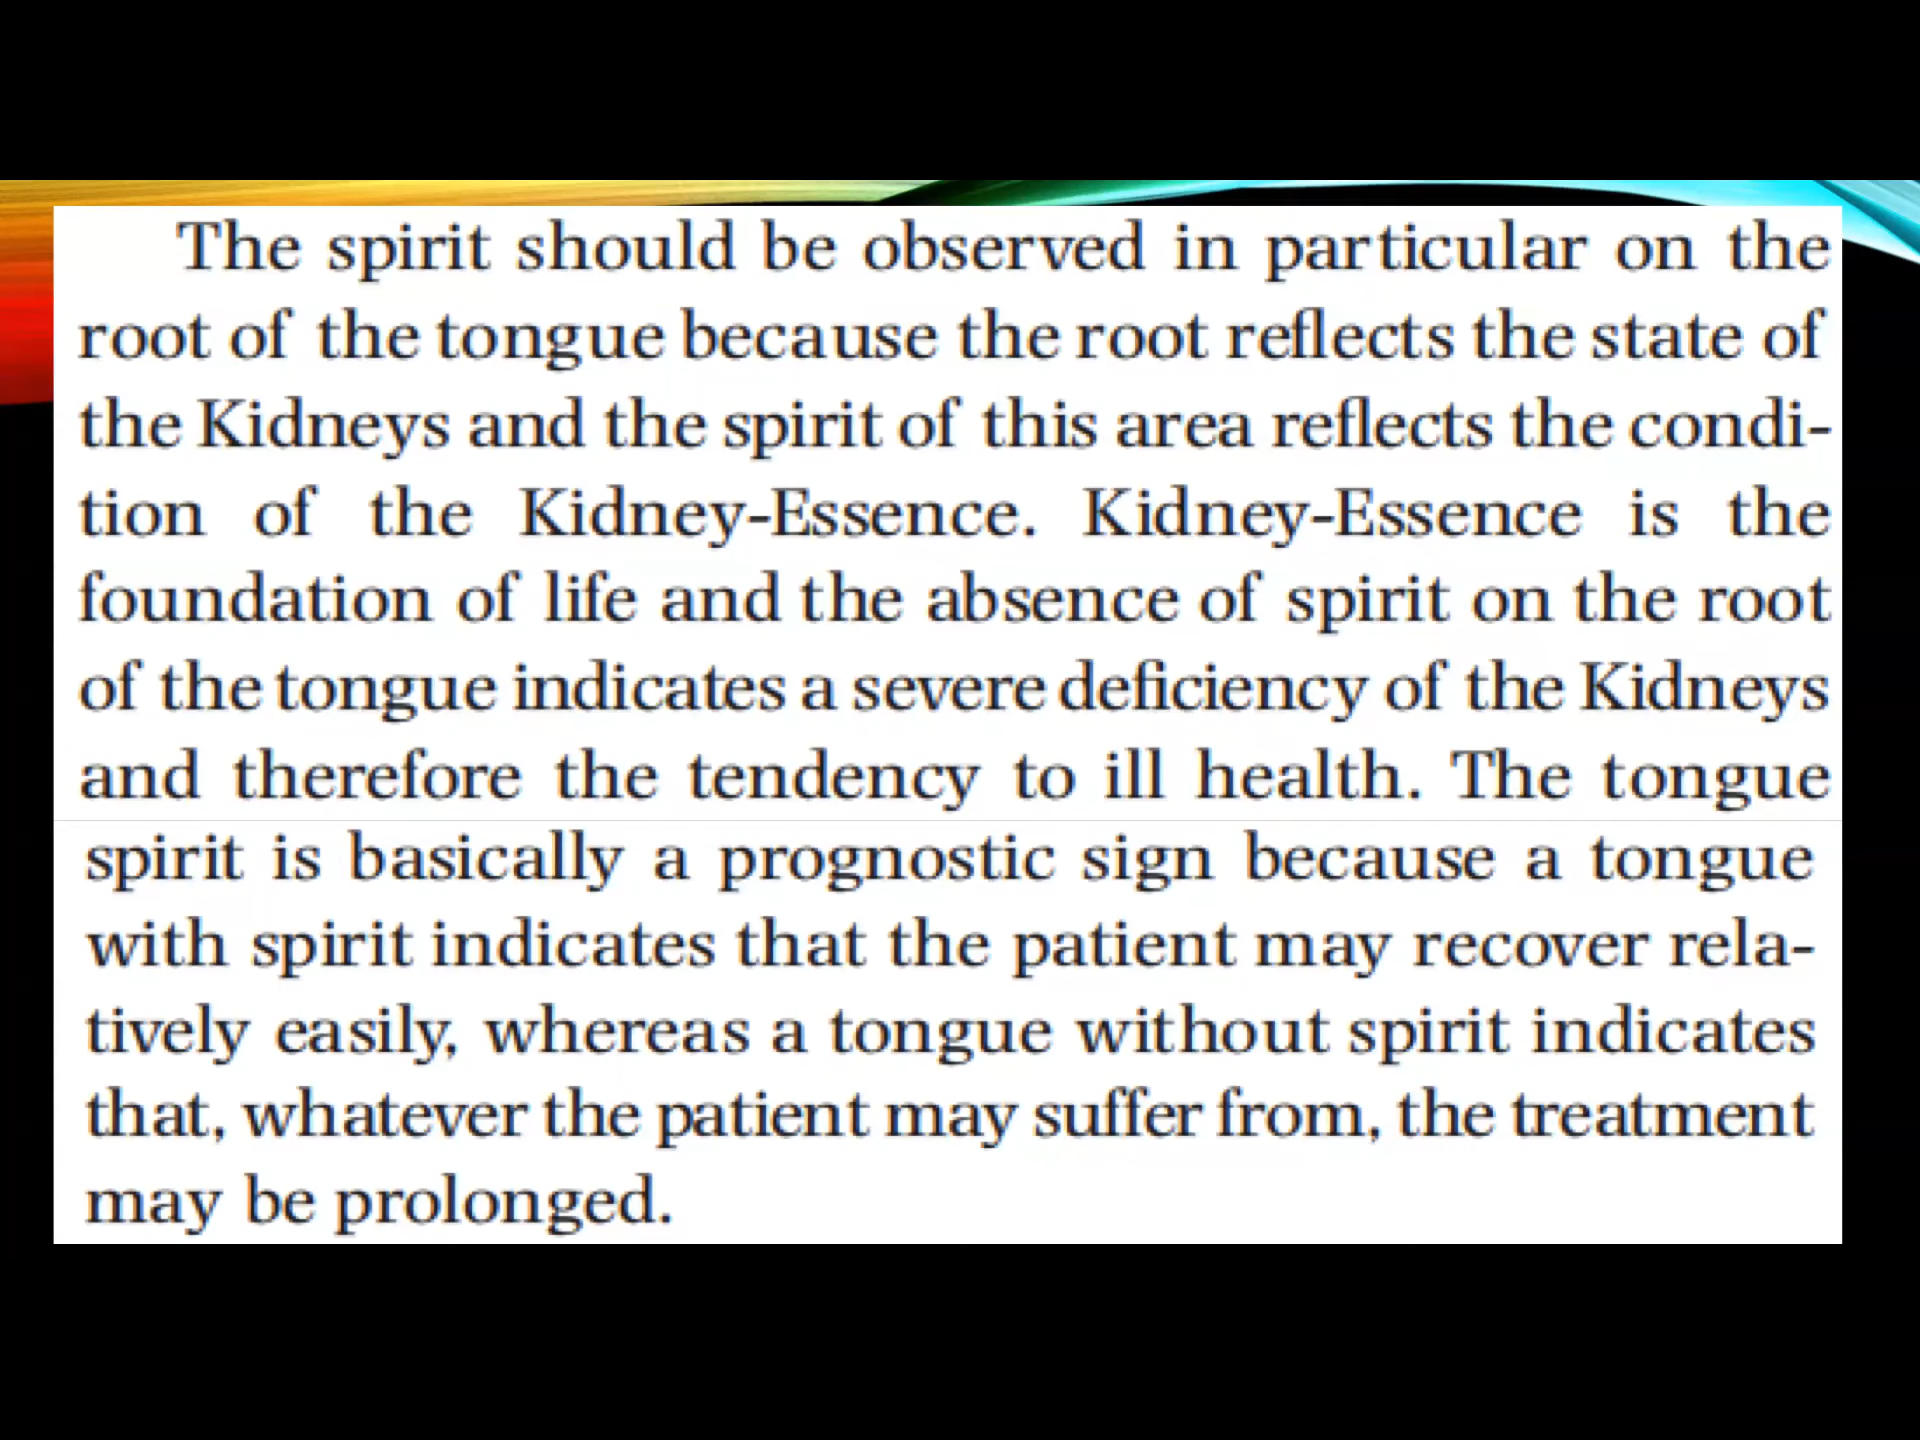 The spirit should be observed in particular on the
root of the tongue because the root reflects the state of
the Kidneys and the spirit of this area reflects the condi-
tion of the Kidney-Essence. Kidney-Essence is the
foundation of life and the absence of spirit on the root
of the tongue indicates a severe deficiency of the Kidneys
and therefore the tendency to ill health. The tongue
spirit is basically a prognostic sign because a tongue
with spirit indicates that the patient may recover rela-
tively easily, whereas a tongue without spirit indicates
that, whatever the patient may suffer from, the treatment
may be prolonged.